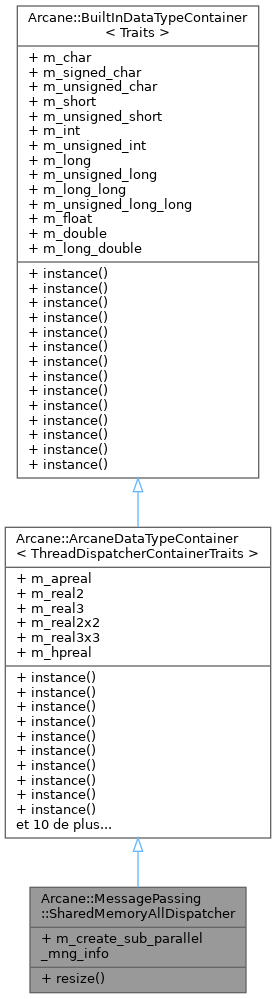 Arcane::BuiltInDataTypeContainer
< Traits >
+ m_char
+ m_signed_char
+ m_unsigned_char
+ m_short
+ m_unsigned_short
+ m_int
+ m_unsigned_int
+ m_long
+ m_unsigned_long
+ m_long_long
+ m_unsigned_long_long
+ m_float
+ m_double
+ m_long_double
+ instance()
+ instance()
+ instance()
+ instance()
+ instance()
+ instance()
+ instance()
+ instance()
+ instance()
+ instance()
+ instance()
+ instance()
+ instance()
+ instance()
Arcane::ArcaneDataTypeContainer
< ThreadDispatcherContainerTraits >
+ m_apreal
+ m_real2
+ m_real3
+ m_real2x2
+ m_real3x3
+ m_hpreal
+ instance()
+ instance()
+ instance()
+ instance()
+ instance()
+ instance()
+ instance()
+ instance()
+ instance()
+ instance()
et 10 de plus...
Arcane::MessagePassing
::SharedMemoryAllDispatcher
+ m_create_sub_parallel
_mng_info
+ resize()